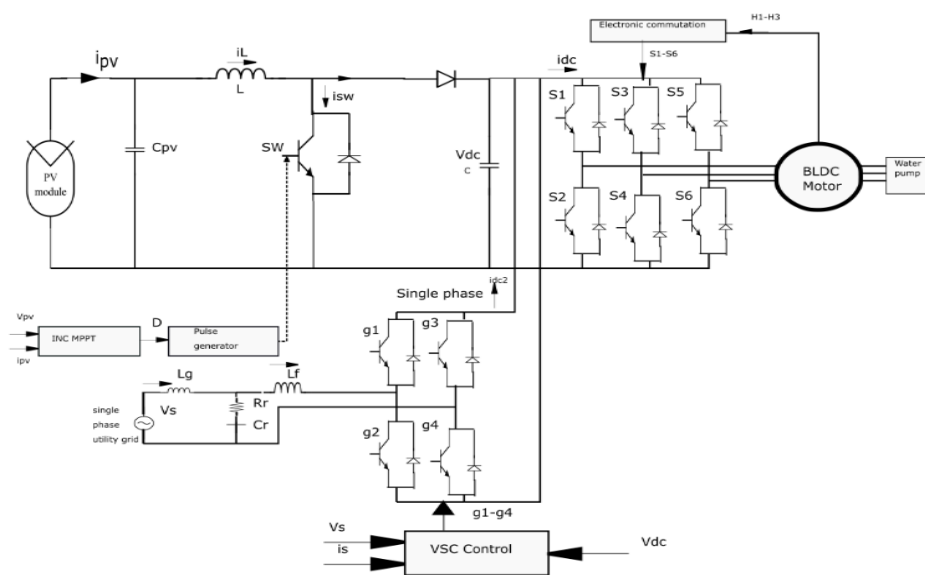 Electronic commutation
H1-H3
S1-S6
ipv
iL
L
isw
idc
S1
S3
S5
Cpv
SW
Vdc
c
PV
module
BLDC
Motor
Water
pump
S2
S4
S6
idc2
Single phase
Vpv
ipv
INC MPPT
D
Pulse
generator
g1
g3
Lg
Lf
single
phase
utility grid
Vs
Rr
Cr
g2
g4
g1-g4
Vs
is
VSC Control
Vdc